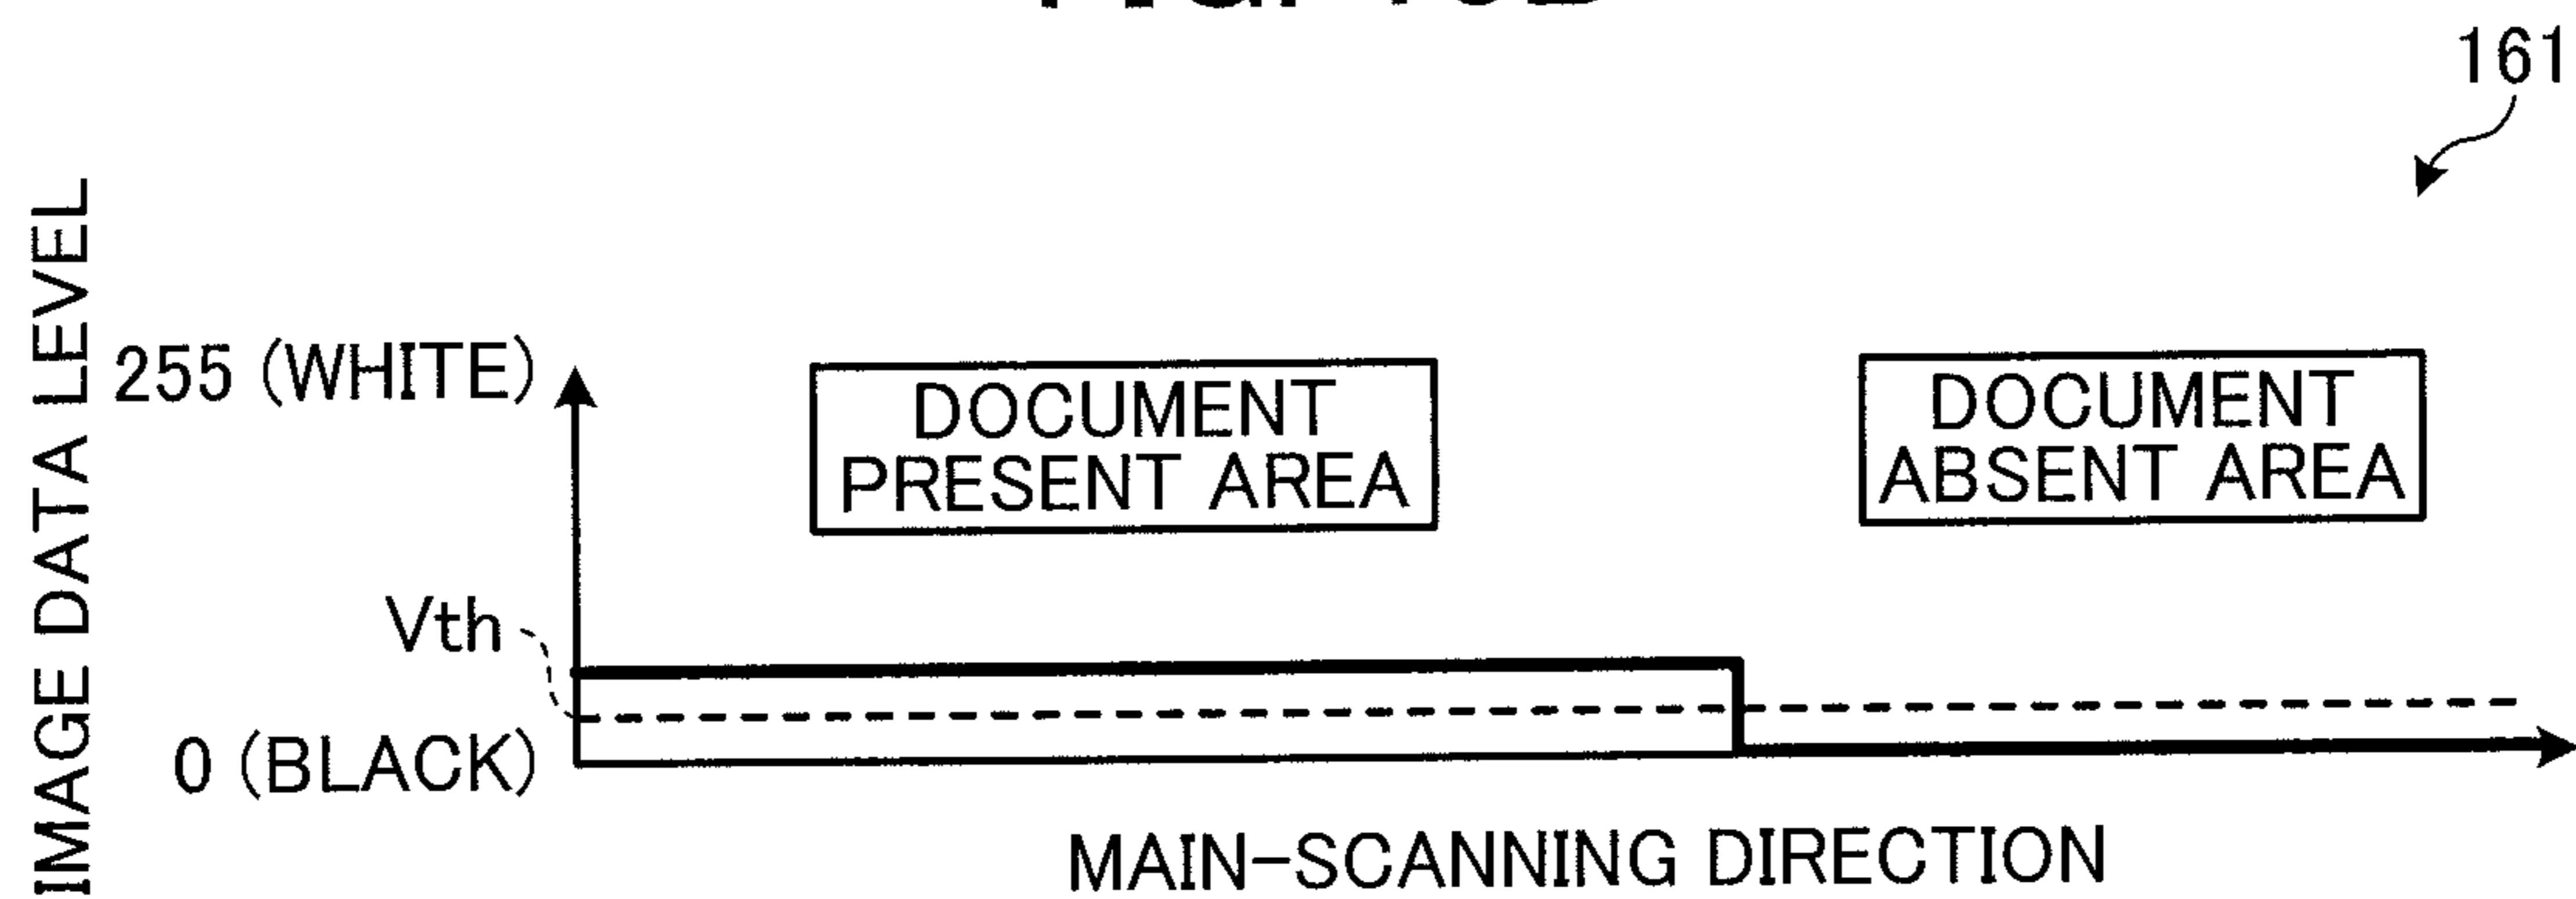 161
IMAGE DATA LEVEL
255 (WHITE)
DOCUMENT
PRESENT AREA
DOCUMENT
ABSENT AREA
Vth
0 (BLACK)
MAIN-SCANNING DIRECTION